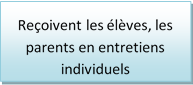 Reçoivent les élèves, les
parents en entretiens
individuels